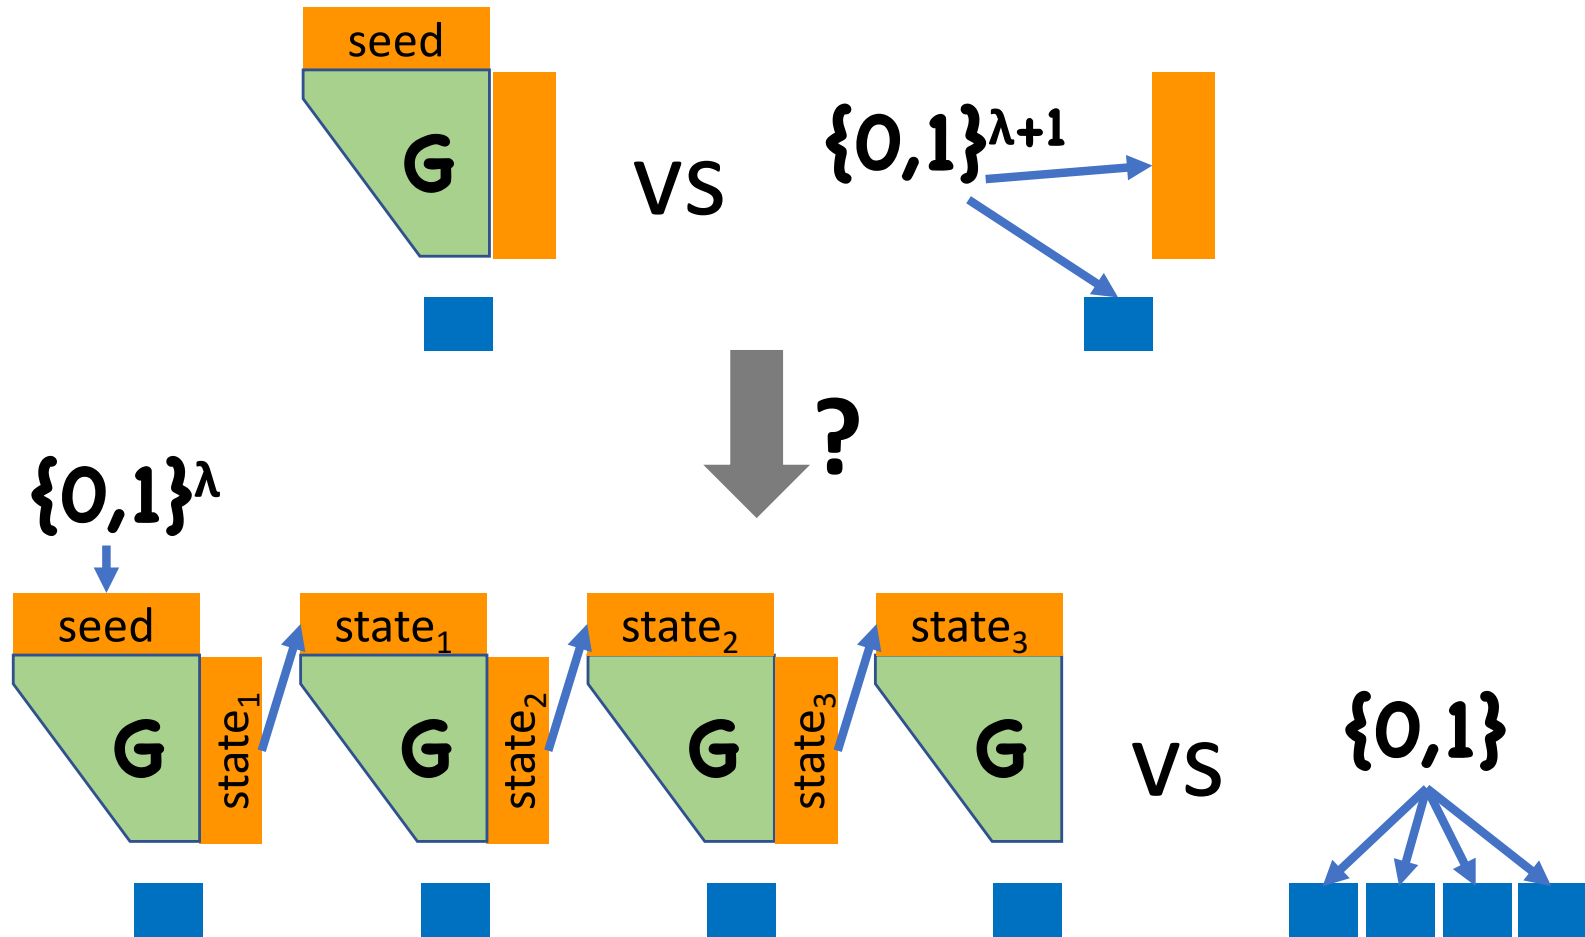 seed
G
vs
{0,1}^λ+1
?
{0,1}^λ
seed
state₁
state₂
state₃
G
state₁
G
state₂
G
state₃
G
vs
{0,1}